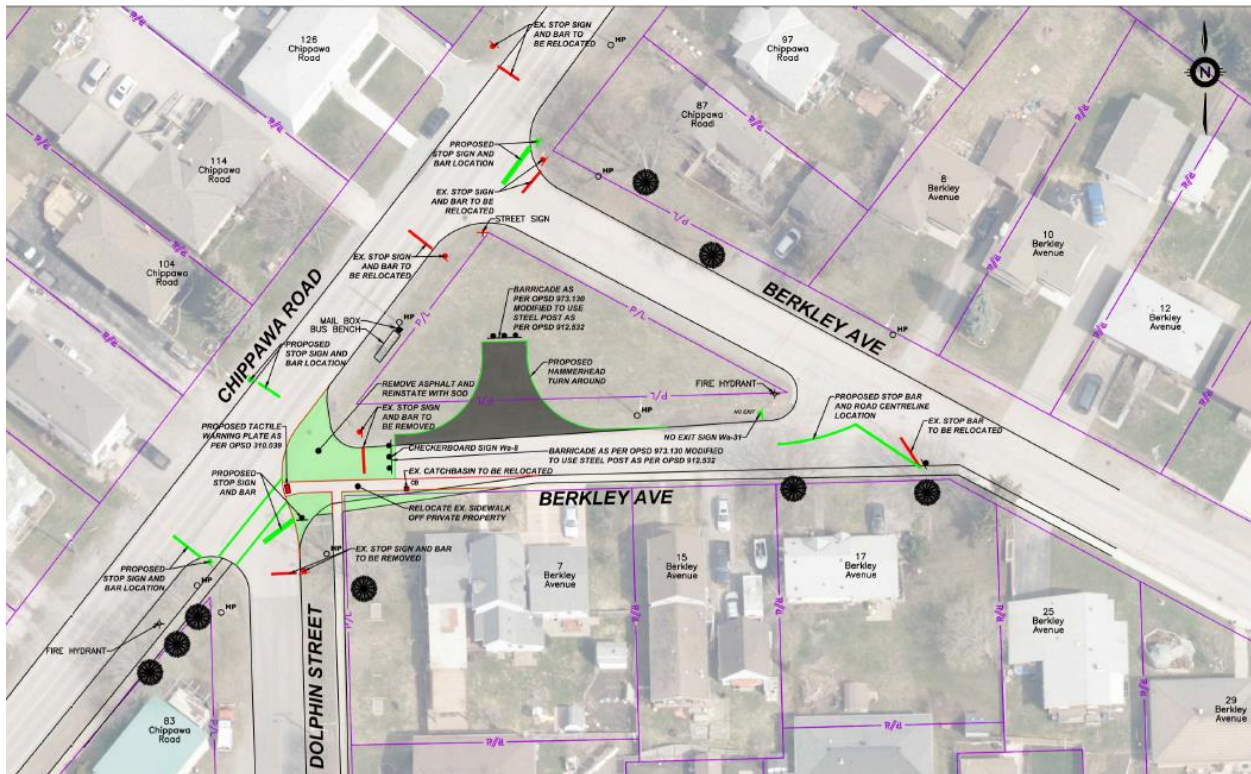 EX. STOP SIGN
AND BAR TO
BE RELOCATED
HP
126
Chippawa
Road
97
Chippawa
Road
N
87
Chippawa
Road
PROPOSED
STOP SIGN AND
BAR LOCATION
114
Chippawa
Road
HP
EX. STOP SIGN
AND BAR TO BE
RELOCATED
8
Berkley
Avenue
STREET SIGN
10
Berkley
Avenue
EX. STOP SIGN
AND BAR TO
BE RELOCATED
104
Chippawa
Road
CHIPPAWA ROAD
BARRICADE AS
PER OPSD 973.130
MODIFIED TO USE
STEEL POST AS
PER OPSD 912.532
P/L
P/L
BERKLEY AVE
12
Berkley
Avenue
MAIL BOX
BUS BENCH
HP
HP
PROPOSED
STOP SIGN AND
BAR LOCATION
REMOVE ASPHALT AND
REINSTATE WITH SOD
PROPOSED
HAMMERHEAD
TURN AROUND
FIRE HYDRANT
P/L
P/L
EX. STOP SIGN
AND BAR TO
BE REMOVED
HP
NO EXIT
PROPOSED STOP BAR
AND ROAD CENTRELINE
LOCATION
EX. STOP BAR
TO BE RELOCATED
PROPOSED TACTILE
WARNING PLATE AS
PER OPSD 310.039
NO EXIT SIGN Wa-31
CHECKERBOARD SIGN Wa-8
BARRICADE AS PER OPSD 973.130 MODIFIED
TO USE STEEL POST AS PER OPSD 912.532
PROPOSED
STOP SIGN
AND BAR
EX. CATCHBASIN TO BE RELOCATED
CB
BERKLEY AVE
RELOCATE EX. SIDEWALK
OFF PRIVATE PROPERTY
HP
EX. STOP SIGN AND BAR
TO BE REMOVED
PROPOSED
STOP SIGN AND
BAR LOCATION
HP
HP
7
Berkley
Avenue
15
Berkley
Avenue
17
Berkley
Avenue
25
Berkley
Avenue
FIRE HYDRANT
P/L
DOLPHIN STREET
83
Chippawa
Road
29
Berkley
Avenue